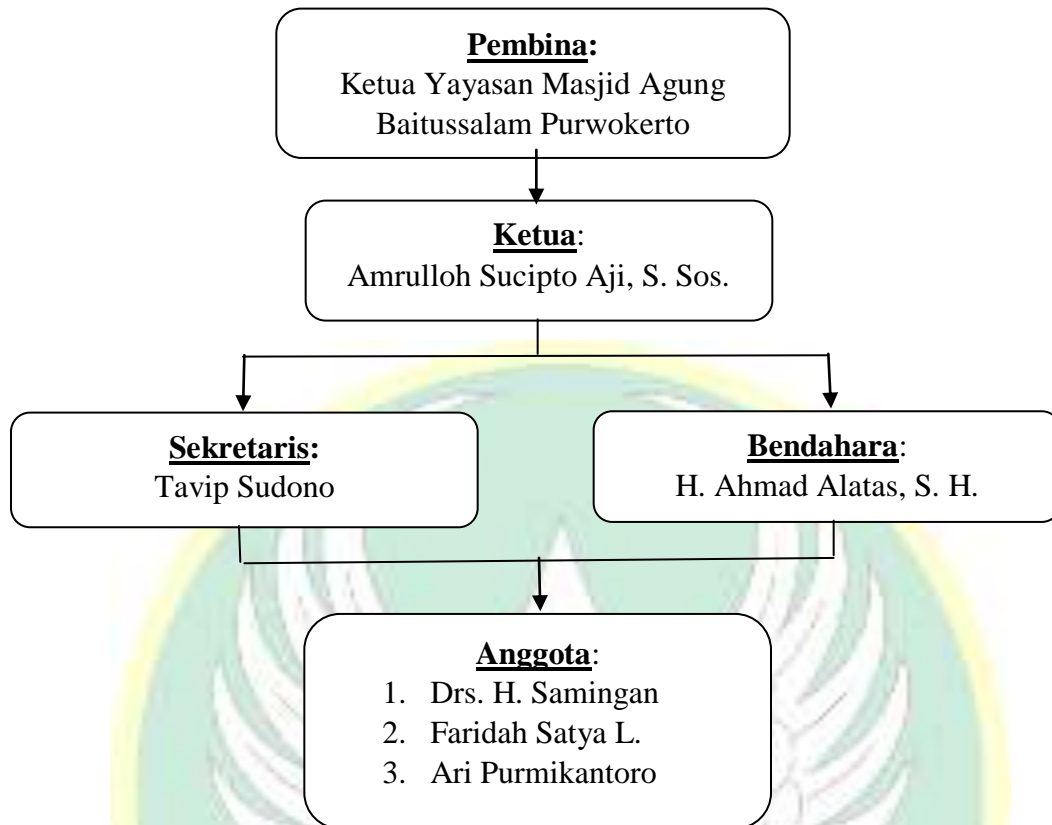 Pembina:
Ketua Yayasan Masjid Agung
Baitussalam Purwokerto
Ketua:
Amrulloh Sucipto Aji, S. Sos.
Sekretaris:
Tavip Sudono
Bendahara:
H. Ahmad Alatas, S. H.
Anggota:
1. Drs. H. Samingan
2. Faridah Satya L.
3. Ari Purmikantoro